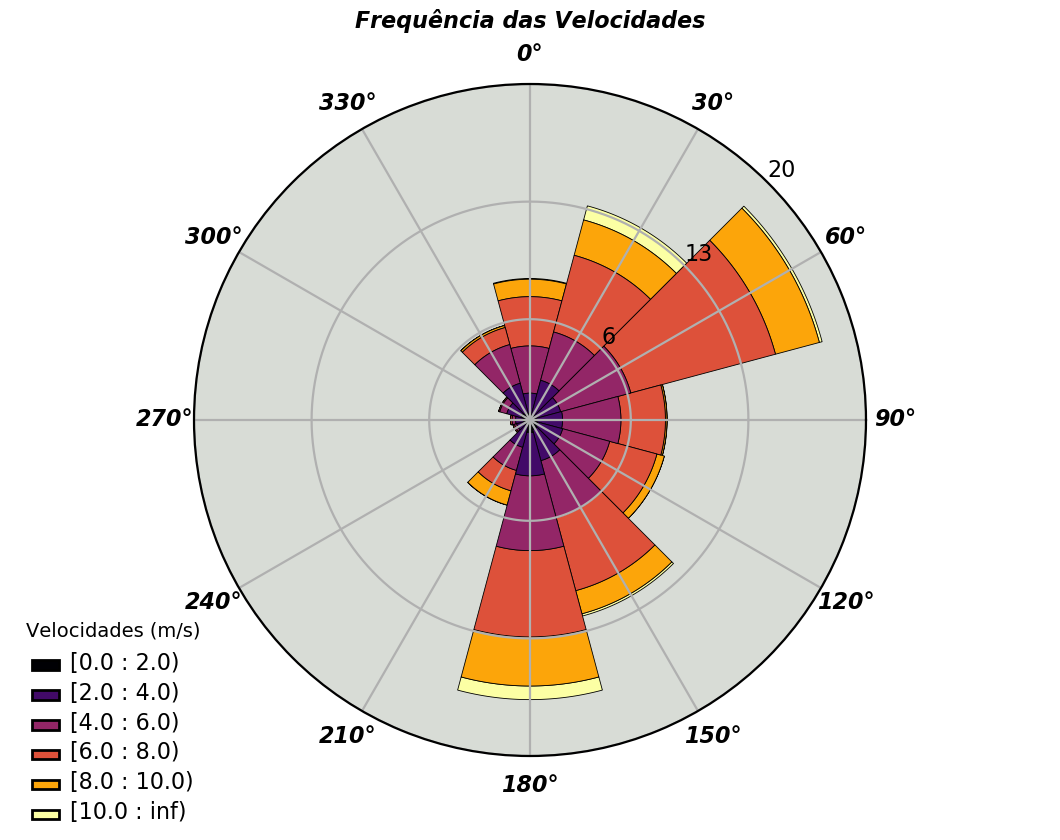 Frequência das Velocidades
0°
330°
30°
20
300°
60°
13
6
270°
90°
240°
120°
210°
150°
180°
Velocidades (m/s)
[0.0 : 2.0)
[2.0 : 4.0)
[4.0 : 6.0)
[6.0 : 8.0)
[8.0 : 10.0)
[10.0 : inf)